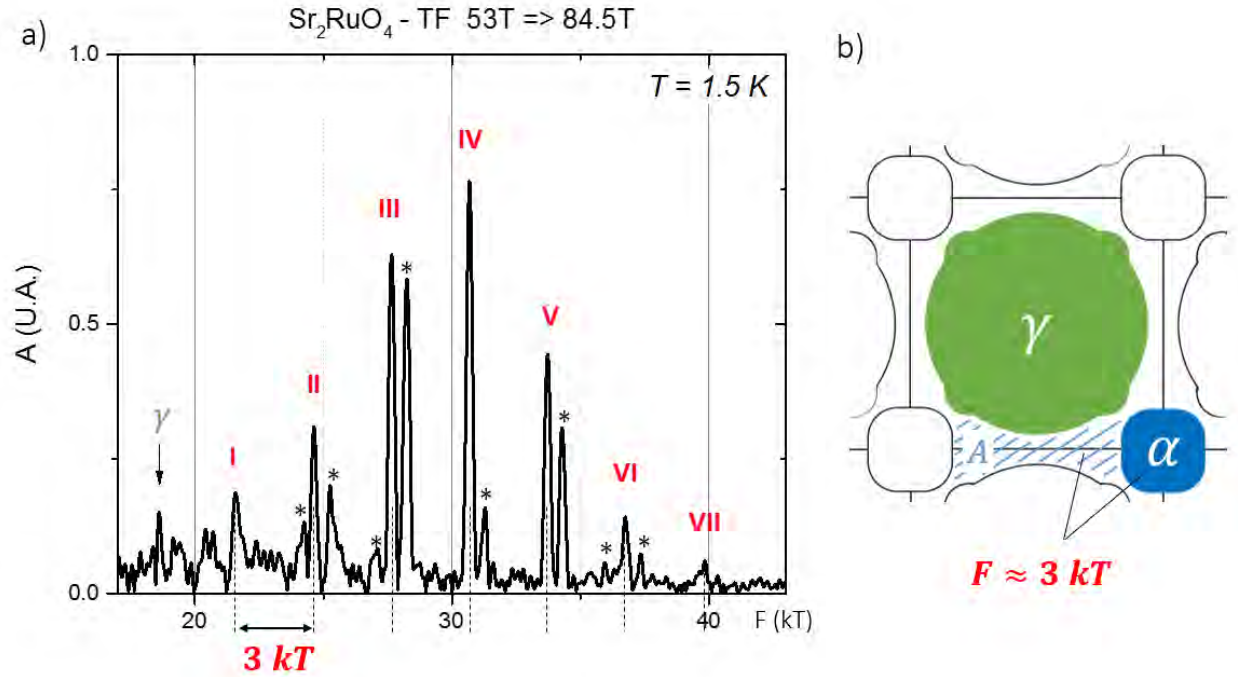 Sr₂RuO₄ - TF 53T => 84.5T
a)
b)
1.0
T = 1.5 K
IV
III
*
V
γ
0.5
A (U.A.)
II
*
γ
I
*
*
VI
A
α
*
*
VII
*
*
*
0.0
20
30
40
F (kT)
F ≈ 3 kT
3 kT